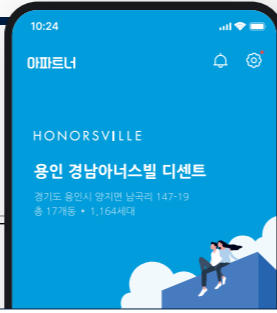 10:24
아파트너
HONORSVILLE
용인 경남아너스빌 디센트
경기도 용인시 양지면 남곡리 147-19
총 17개동 • 1,164세대